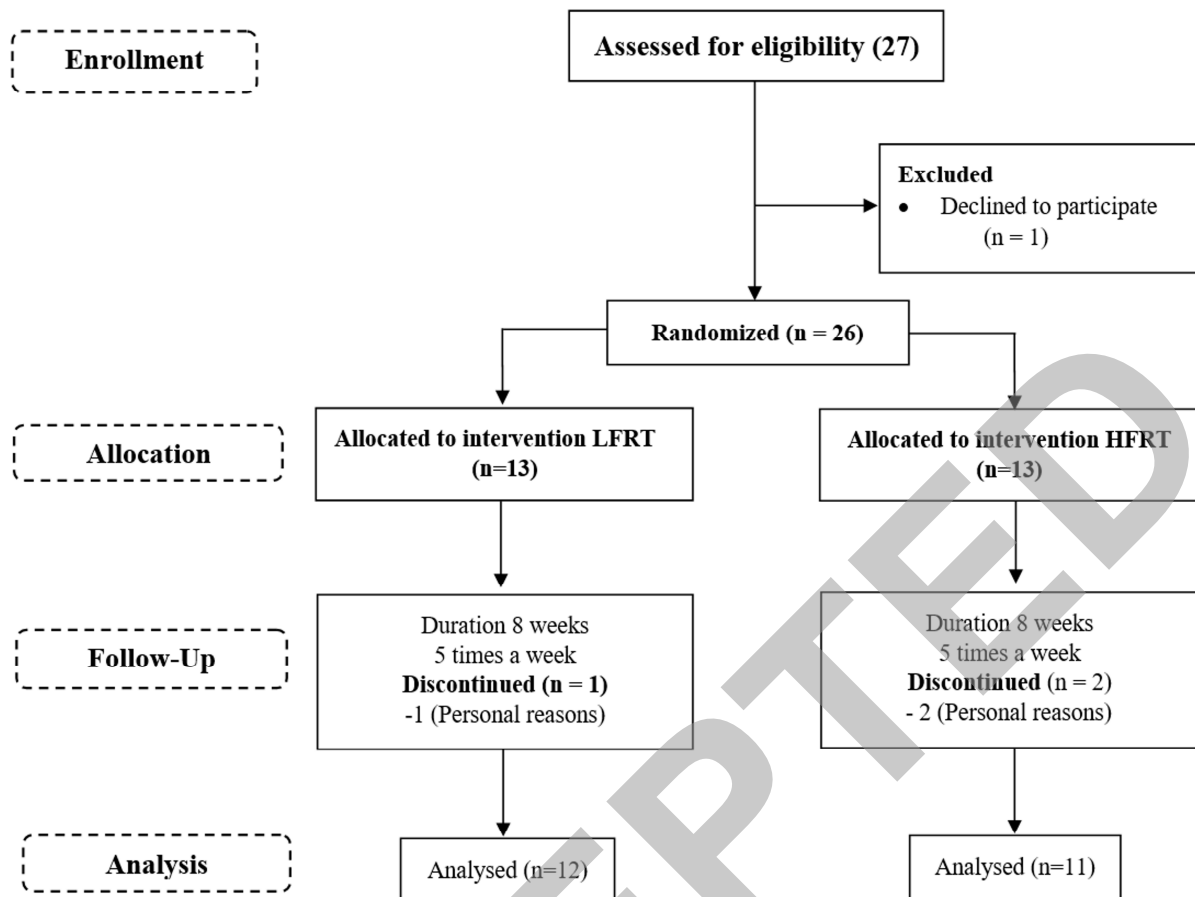 Enrollment
Assessed for eligibility (27)
Excluded
• Declined to participate
(n = 1)
Randomized (n = 26)
Allocation
Allocated to intervention LFRT
(n=13)
Allocated to intervention HFRT
(n=13)
Follow-Up
Duration 8 weeks
5 times a week
Discontinued (n = 1)
-1 (Personal reasons)
Duration 8 weeks
5 times a week
Discontinued (n = 2)
- 2 (Personal reasons)
Analysis
Analysed (n=12)
Analysed (n=11)
EPTED